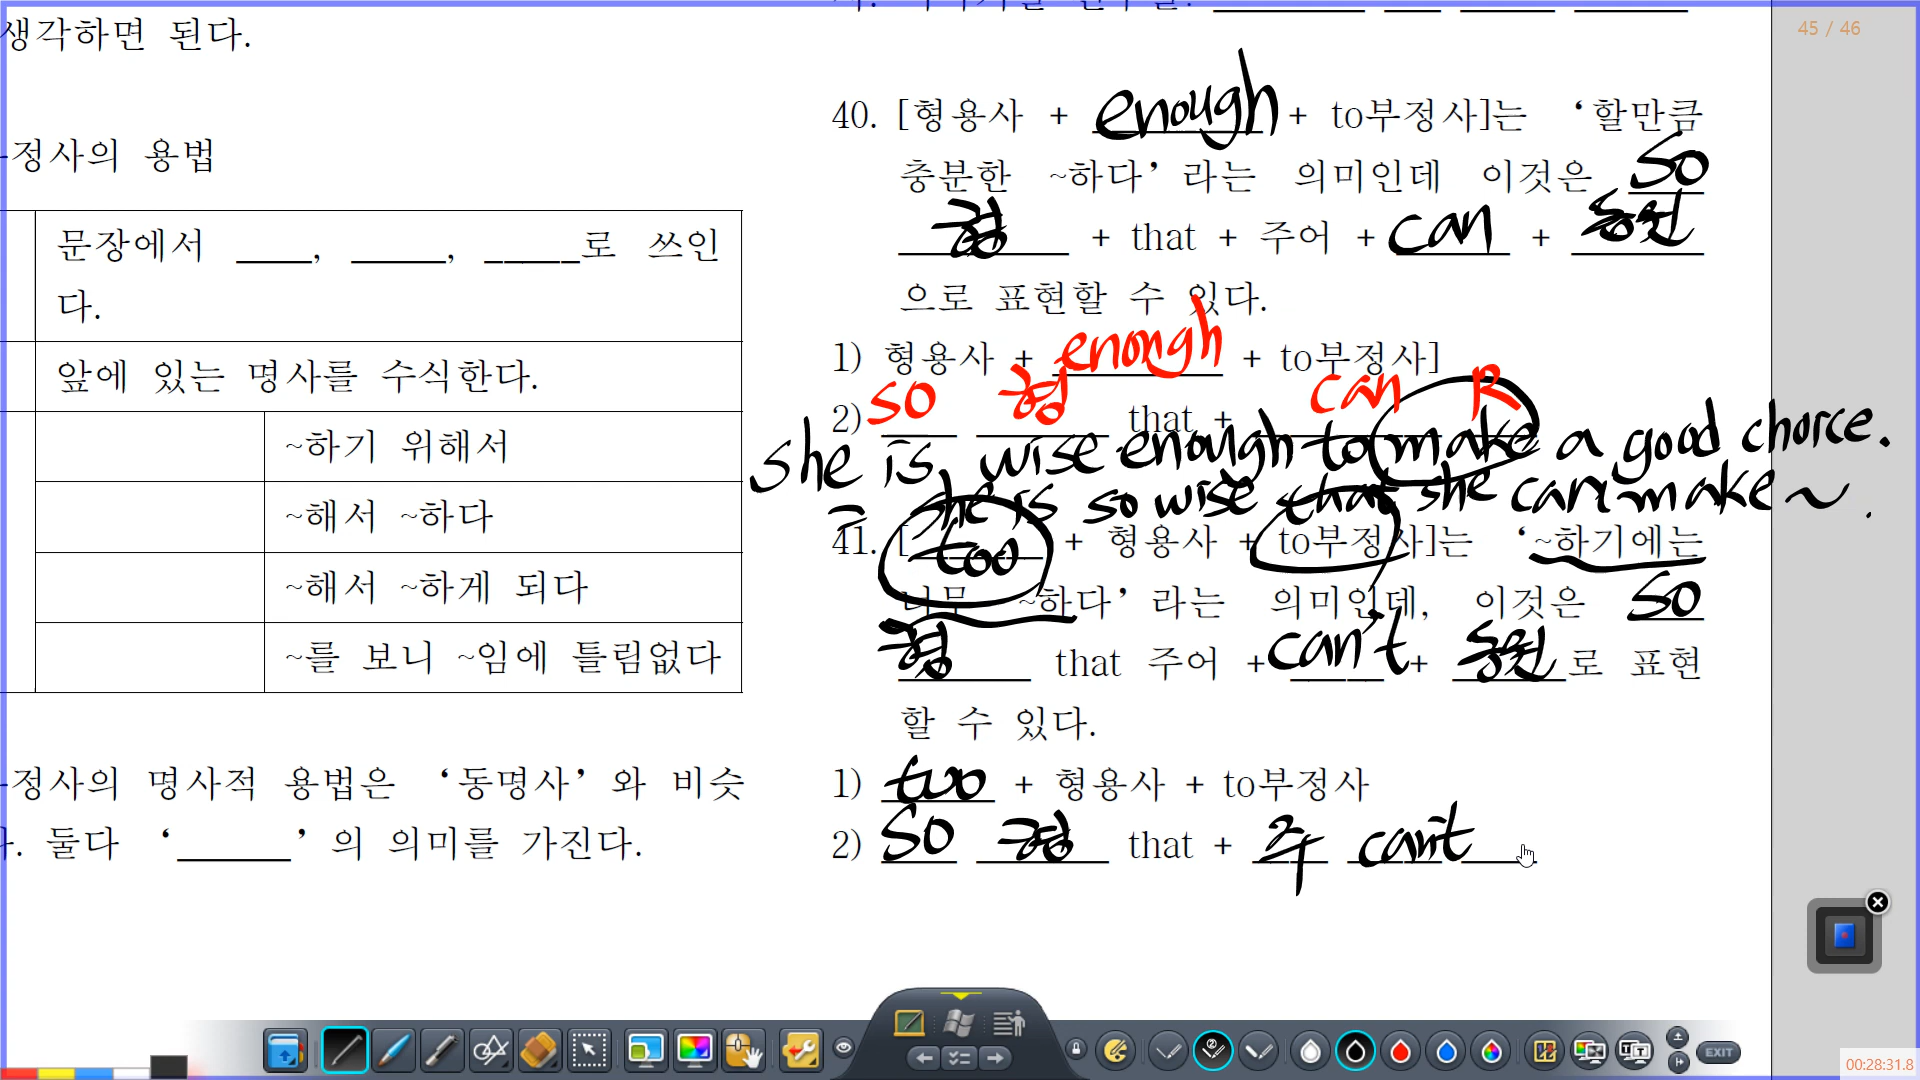 생각하면 된다.
정사의 용법
문장에서 ____, _____, _____로 쓰인
다.
앞에 있는 명사를 수식한다.
~하기 위해서
~해서 ~하다
~해서 ~하게 되다
~를 보니 ~임에 틀림없다
정사의 명사적 용법은 ‘동명사’와 비슷
. 둘다 ‘______’의 의미를 가진다.
40. [형용사 + enough + to부정사]는 ‘할만큼
충분한 ~하다’라는 의미인데 이것은 so
형 + that + 주어 + can + 동원
으로 표현할 수 있다.
1) 형용사 + enough + to부정사]
2) so 형 that + can R
she is wise enough to make a good choice.
she is so wise that she can make ~.
41. [too + 형용사 + to부정사]는 ‘~하기에는
너무 ~하다’라는 의미인데, 이것은 so
형 that 주어 + can't + 동원로 표현
할 수 있다.
1) too + 형용사 + to부정사
2) so 형 that + 주 can't ____
45 / 46
EXIT
00:28:31.8